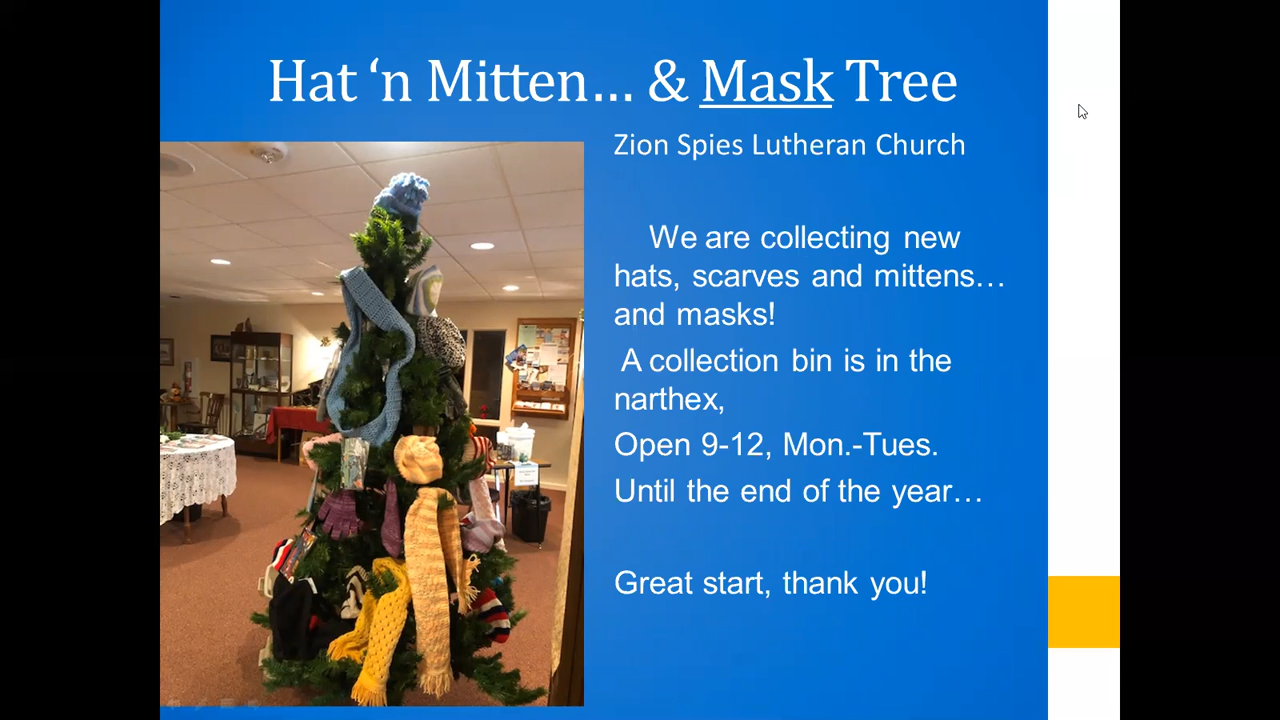 Hat ‘n Mitten… & Mask Tree
Zion Spies Lutheran Church
We are collecting new
hats, scarves and mittens…
and masks!
A collection bin is in the
narthex,
Open 9-12, Mon.-Tues.
Until the end of the year…
Great start, thank you!